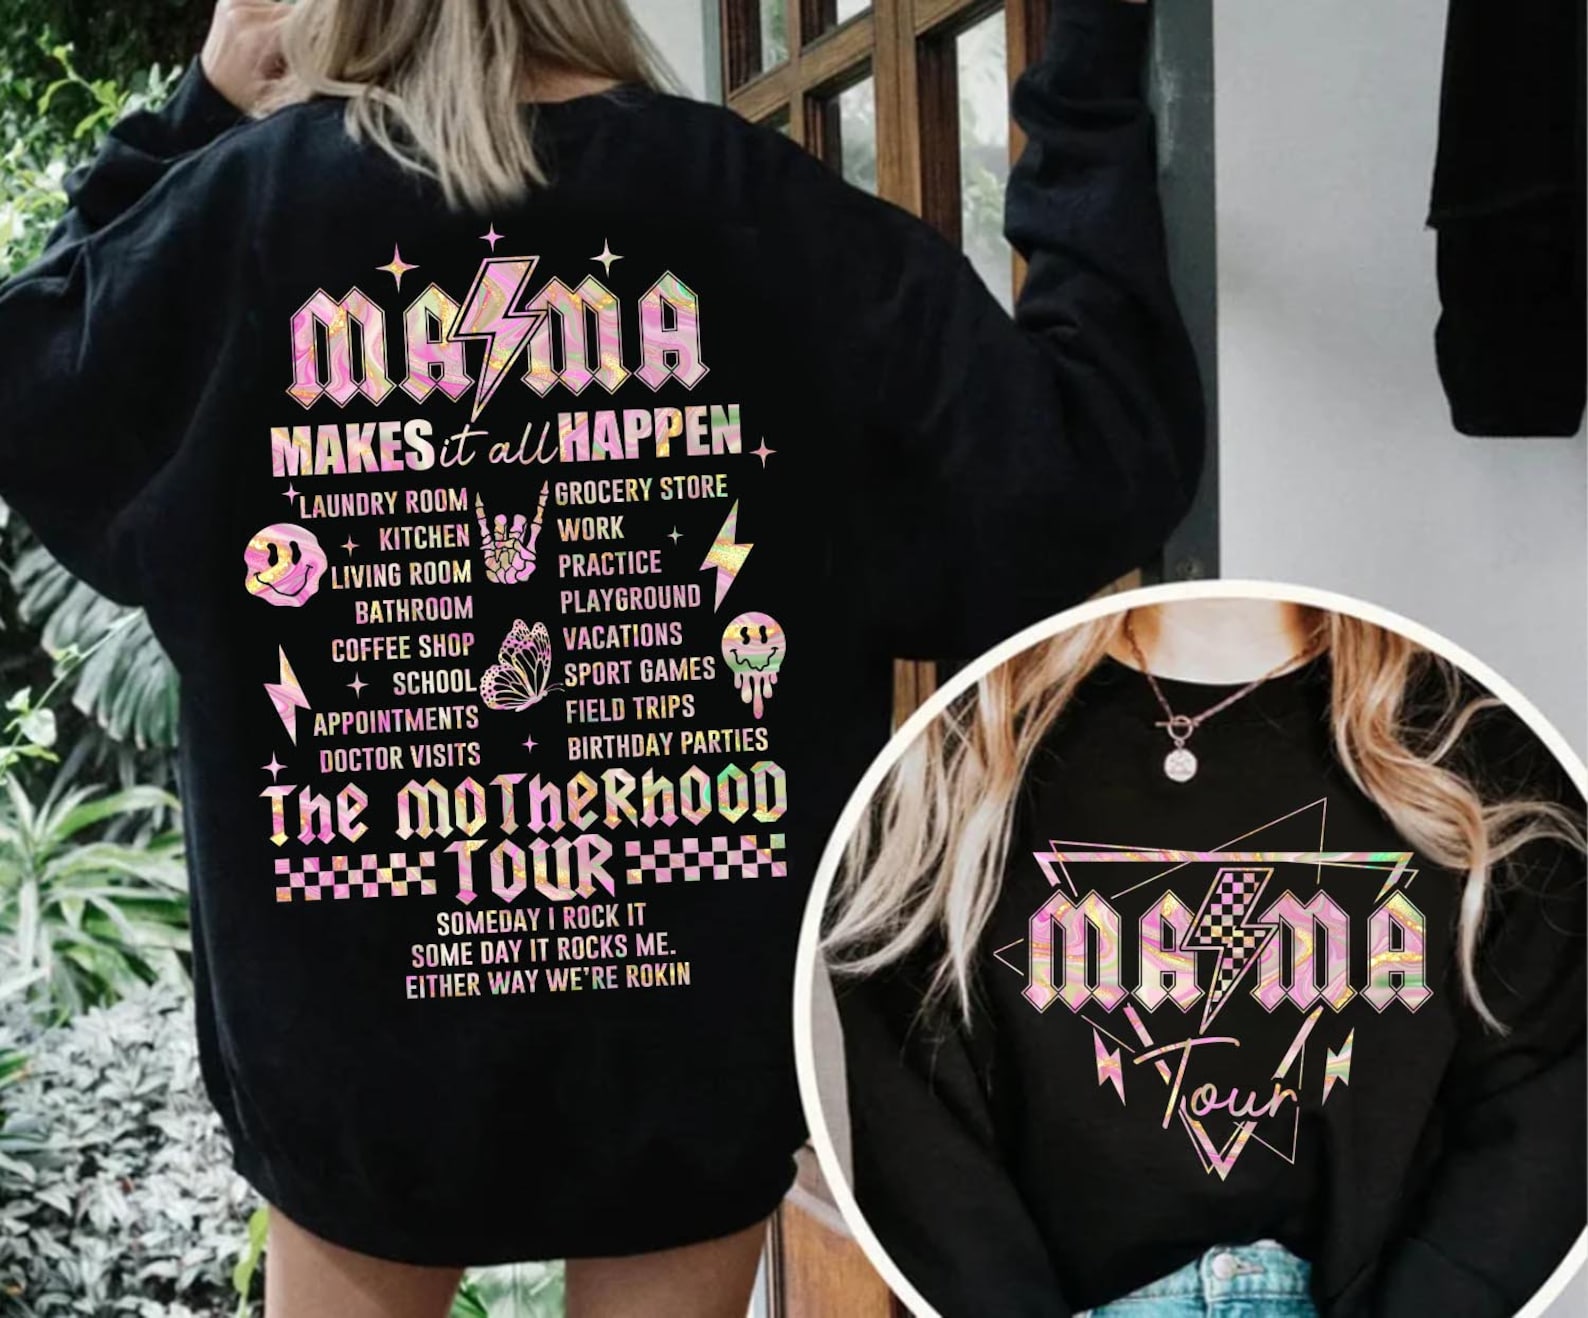 MAMA
MAKES it all HAPPEN
LAUNDRY ROOM
KITCHEN
LIVING ROOM
BATHROOM
COFFEE SHOP
SCHOOL
APPOINTMENTS
DOCTOR VISITS
GROCERY STORE
WORK
PRACTICE
PLAYGROUND
VACATIONS
SPORT GAMES
FIELD TRIPS
BIRTHDAY PARTIES
The MOTheRhOOD
TOUR
SOMEDAY I ROCK IT
SOME DAY IT ROCKS ME.
EITHER WAY WE'RE ROKIN
MAMA
Tour